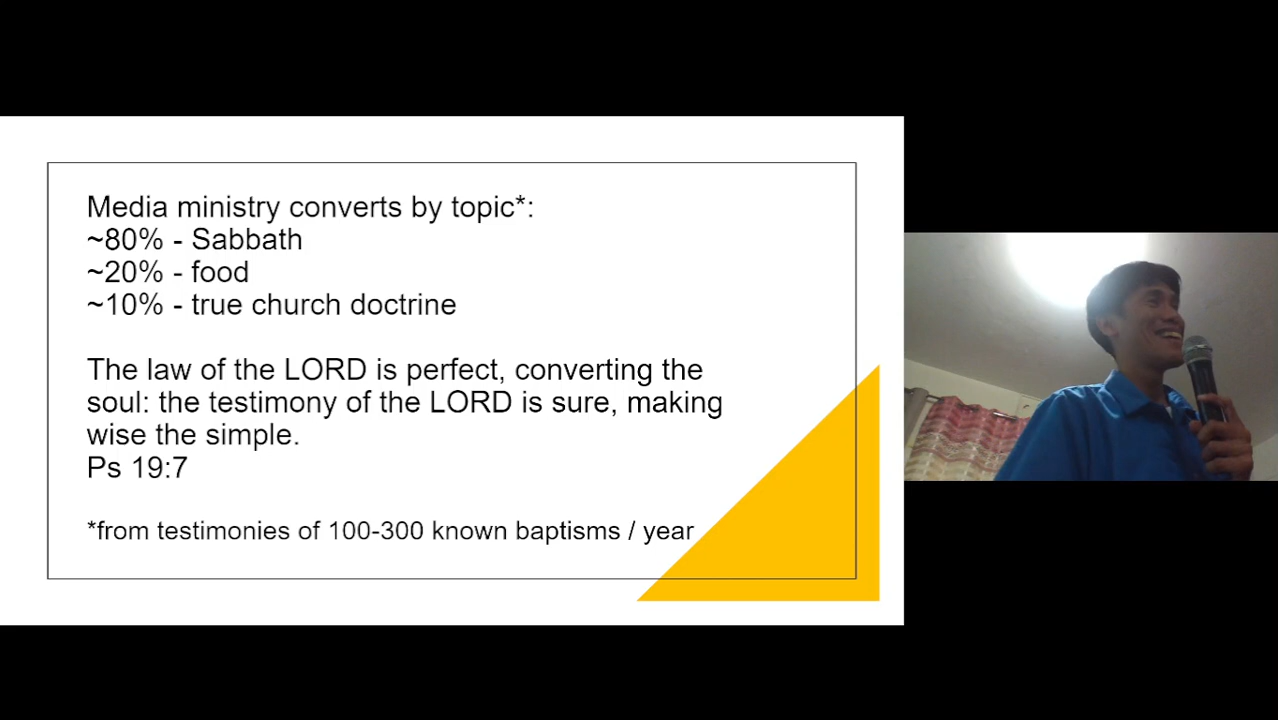 Media ministry converts by topic*:
~80% - Sabbath
~20% - food
~10% - true church doctrine
The law of the LORD is perfect, converting the
soul: the testimony of the LORD is sure, making
wise the simple.
Ps 19:7
*from testimonies of 100-300 known baptisms / year